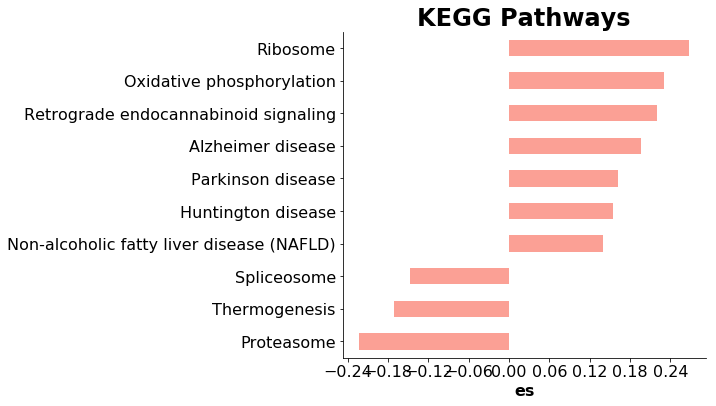 KEGG Pathways
Ribosome
Oxidative phosphorylation
Retrograde endocannabinoid signaling
Alzheimer disease
Parkinson disease
Huntington disease
Non-alcoholic fatty liver disease (NAFLD)
Spliceosome
Thermogenesis
Proteasome
−0.24 −0.18 −0.12 −0.06 0.00 0.06 0.12 0.18 0.24
es